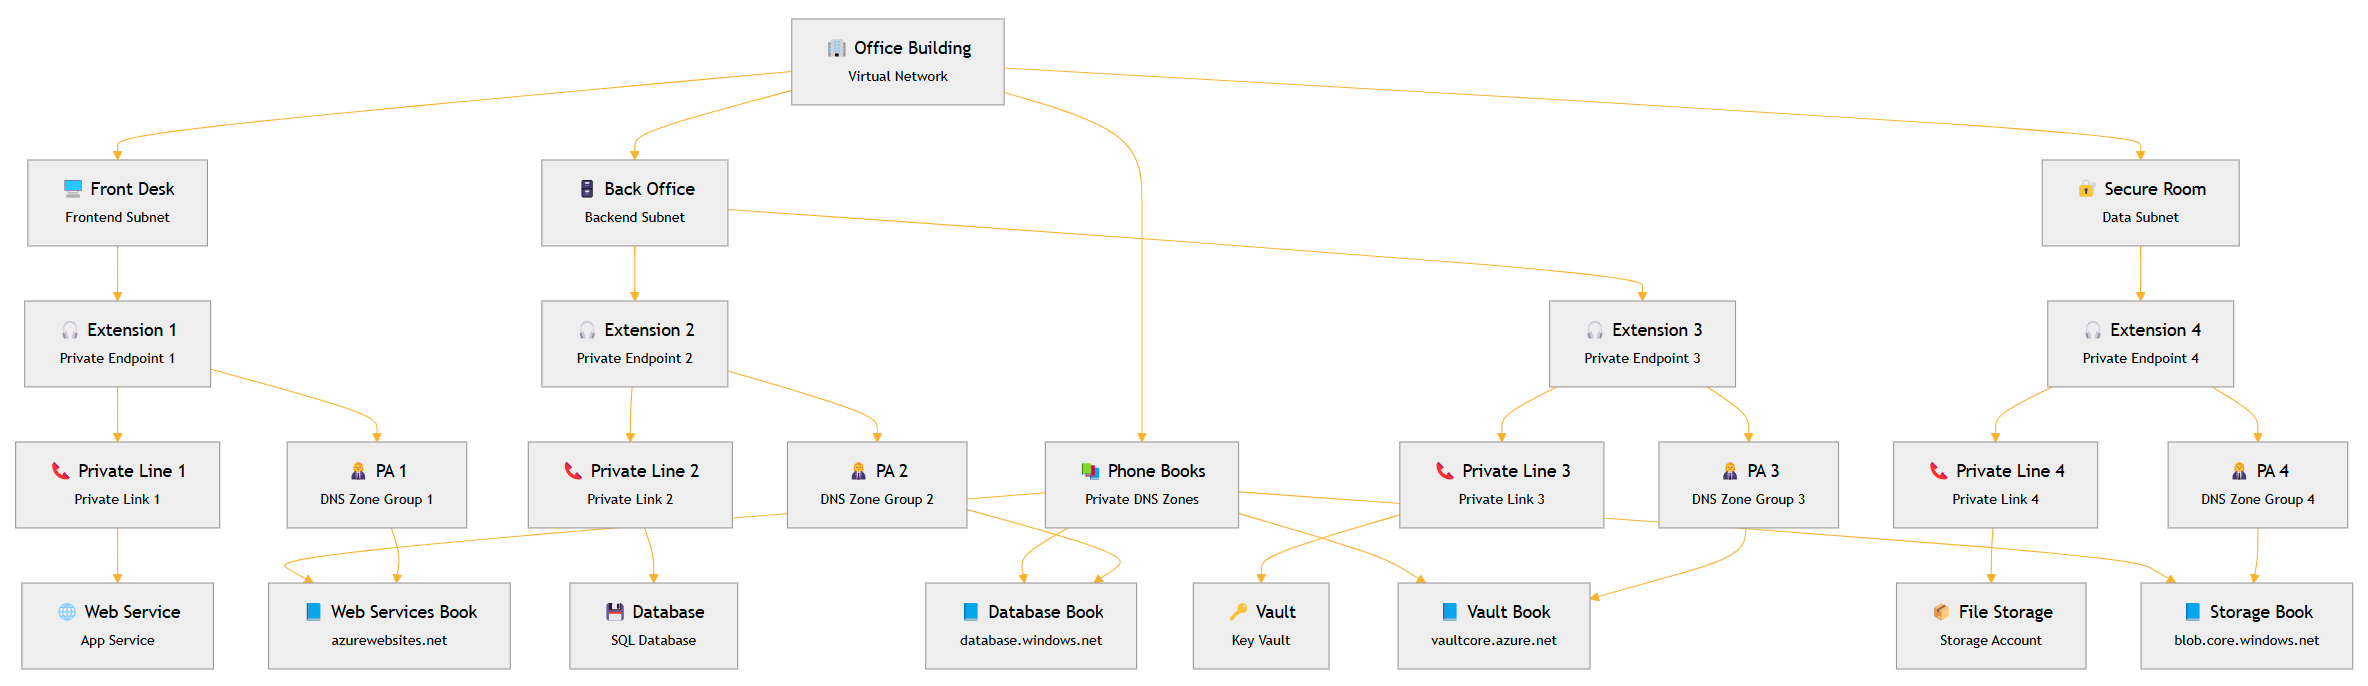 Office Building
Virtual Network
Front Desk
Frontend Subnet
Back Office
Backend Subnet
Secure Room
Data Subnet
Extension 1
Private Endpoint 1
Extension 2
Private Endpoint 2
Extension 3
Private Endpoint 3
Extension 4
Private Endpoint 4
Private Line 1
Private Link 1
PA 1
DNS Zone Group 1
Private Line 2
Private Link 2
PA 2
DNS Zone Group 2
Phone Books
Private DNS Zones
Private Line 3
Private Link 3
PA 3
DNS Zone Group 3
Private Line 4
Private Link 4
PA 4
DNS Zone Group 4
Web Service
App Service
Web Services Book
azurewebsites.net
Database
SQL Database
Database Book
database.windows.net
Vault
Key Vault
Vault Book
vaultcore.azure.net
File Storage
Storage Account
Storage Book
blob.core.windows.net